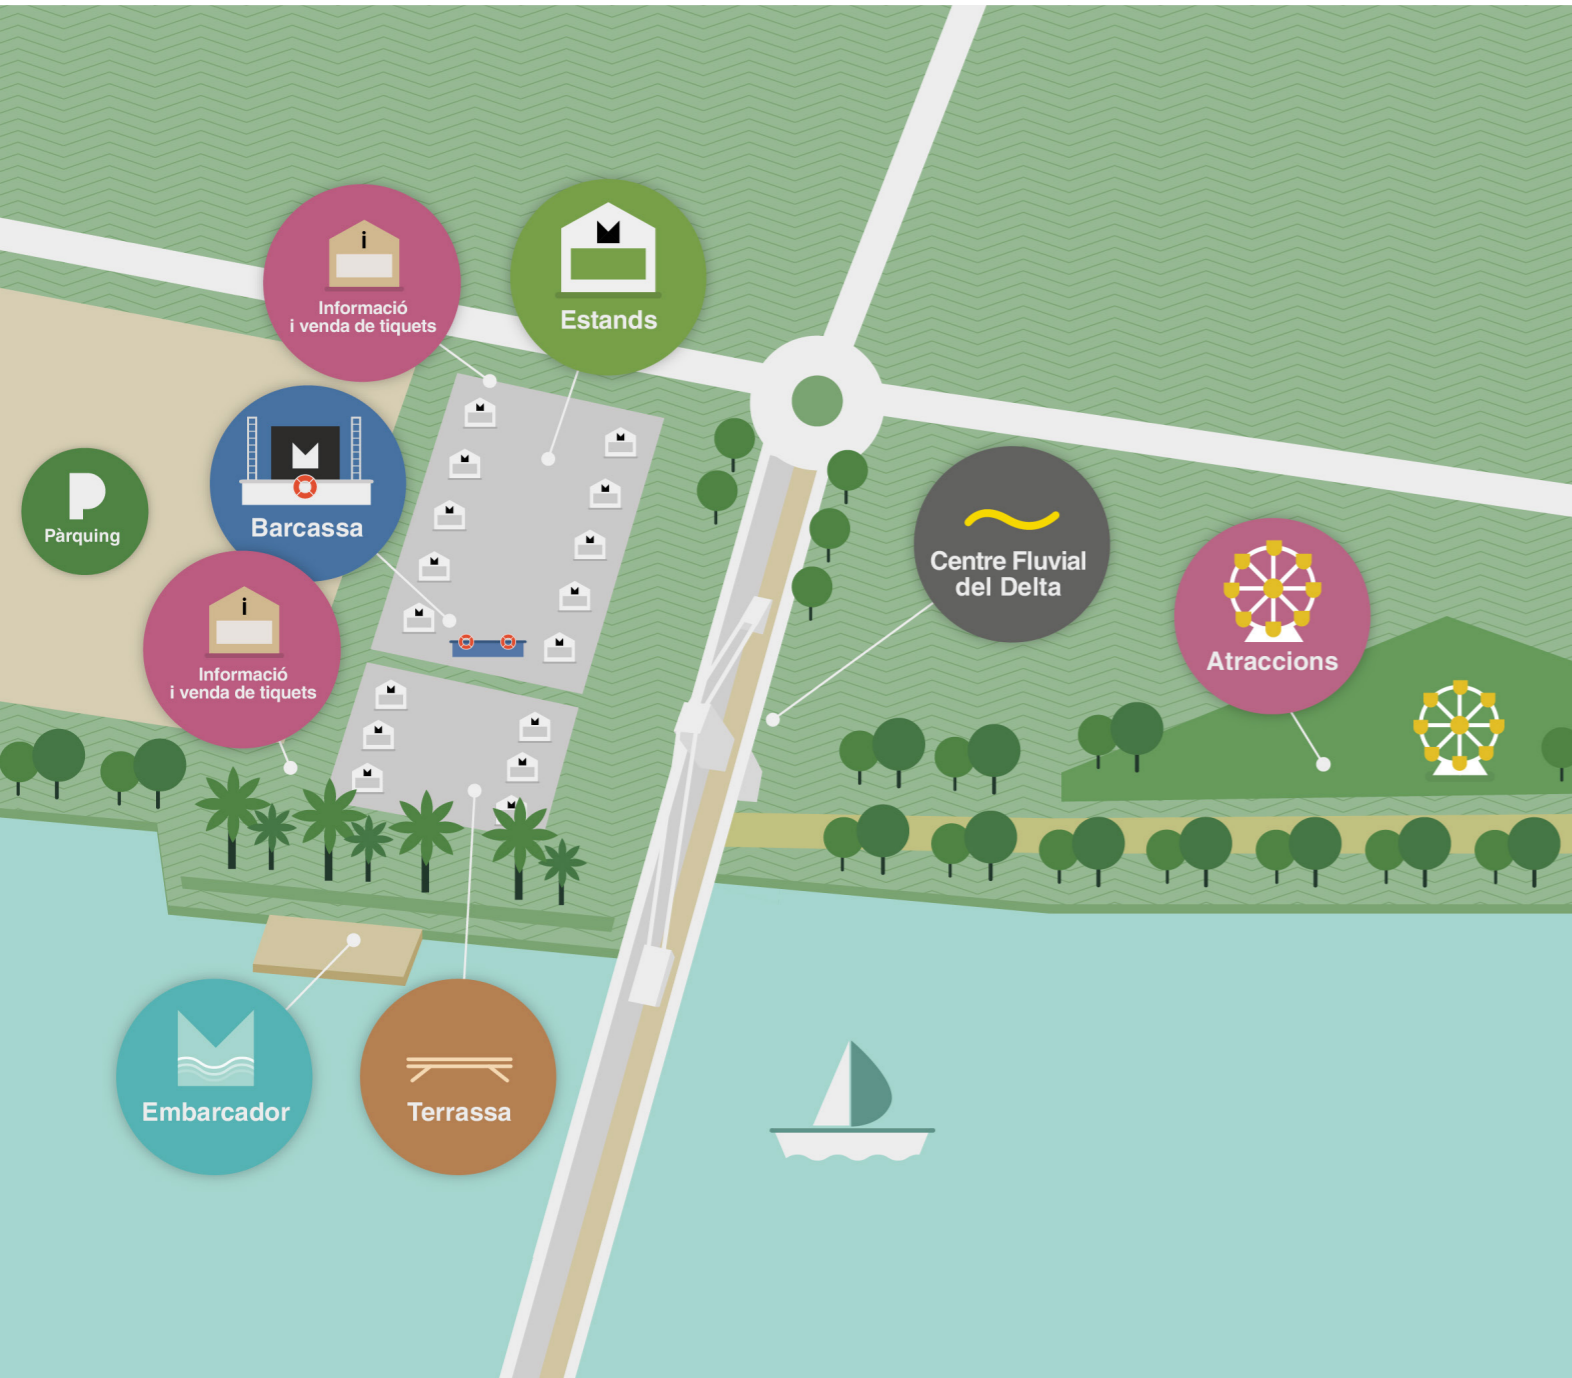 i
Informació
i venda de tiquets
Estands
Barcassa
P
Pàrquing
i
Informació
i venda de tiquets
Centre Fluvial
del Delta
Atraccions
Embarcador
Terrassa